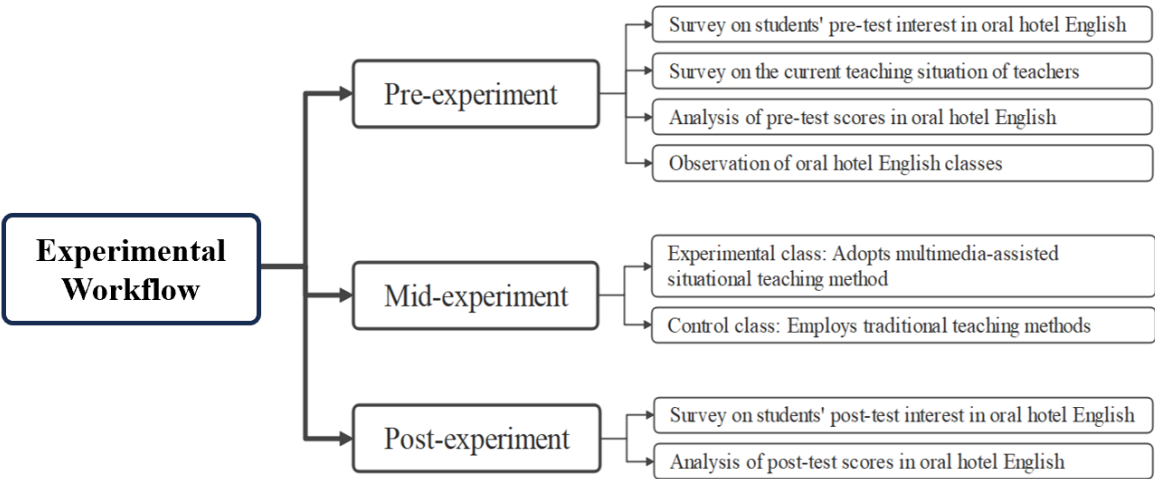 Experimental
Workflow
Pre-experiment
Survey on students' pre-test interest in oral hotel English
Survey on the current teaching situation of teachers
Analysis of pre-test scores in oral hotel English
Observation of oral hotel English classes
Mid-experiment
Experimental class: Adopts multimedia-assisted
situational teaching method
Control class: Employs traditional teaching methods
Post-experiment
Survey on students' post-test interest in oral hotel English
Analysis of post-test scores in oral hotel English